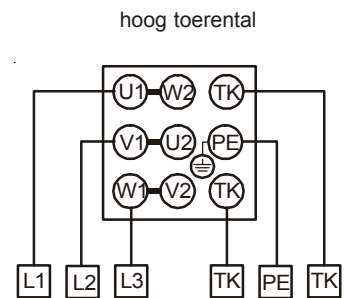 hoog toerental
U1 W2 TK
V1 U2 PE
W1 V2 TK
L1 L2 L3 TK PE TK